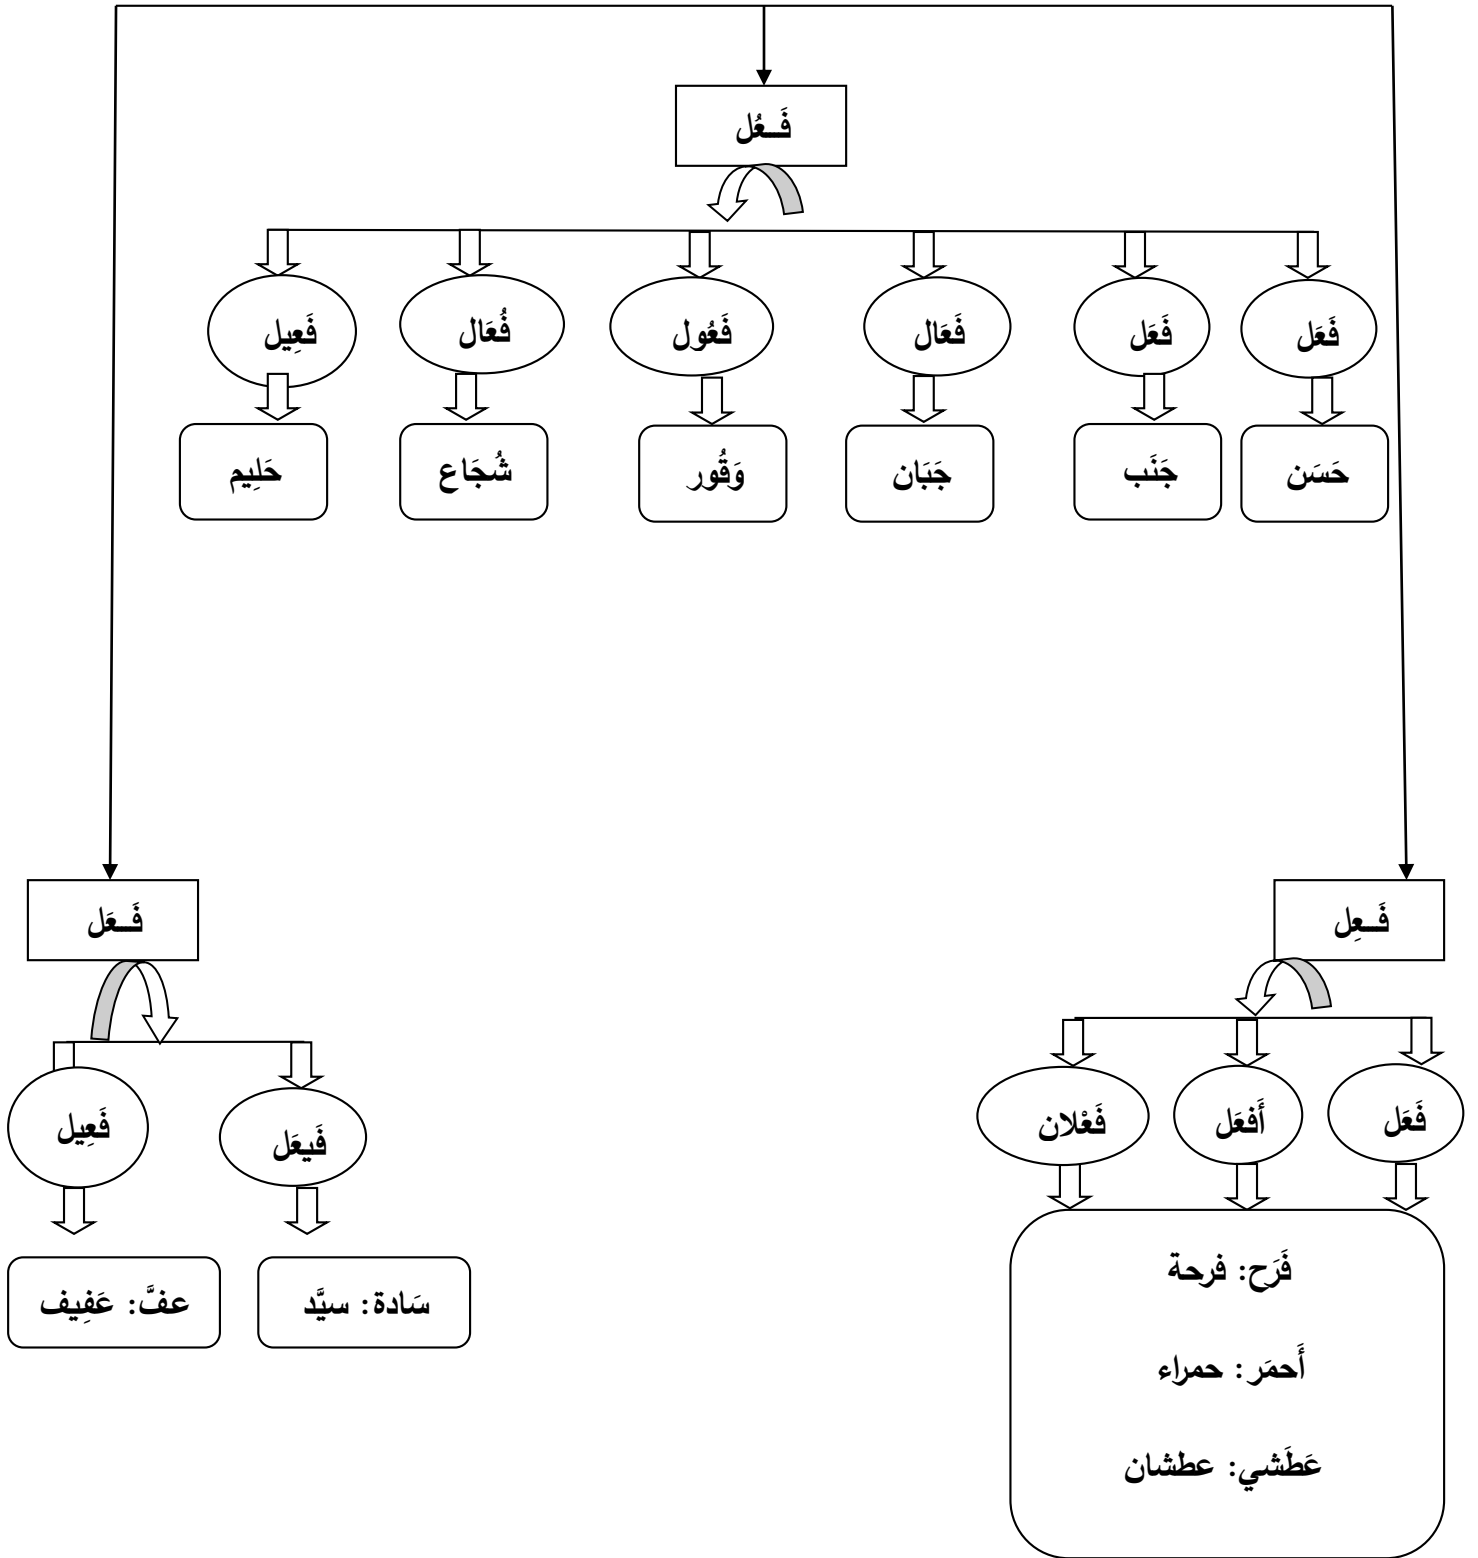 فَـعُل
فَعَل
فَعَل
فَعَال
فَعُول
فُعَال
فَعِيل
حَسَن
جَنَب
جَبَان
وَقُور
شُجَاع
حَلِيم
فَـعِل
فَـعَل
فَعَل
أَفعَل
فَعْلان
فَيعَل
فَعِيل
فَرَح: فرحة
أَحمَر: حمراء
عَطَشي: عطشان
سَادة: سيَّد
عفَّ: عَفِيف